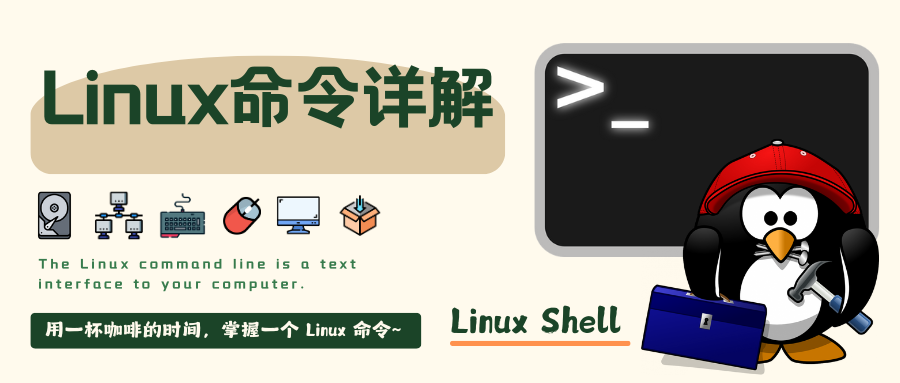 Linux命令详解
>_
The Linux command line is a text
interface to your computer.
用一杯咖啡的时间，掌握一个 Linux 命令~
Linux Shell